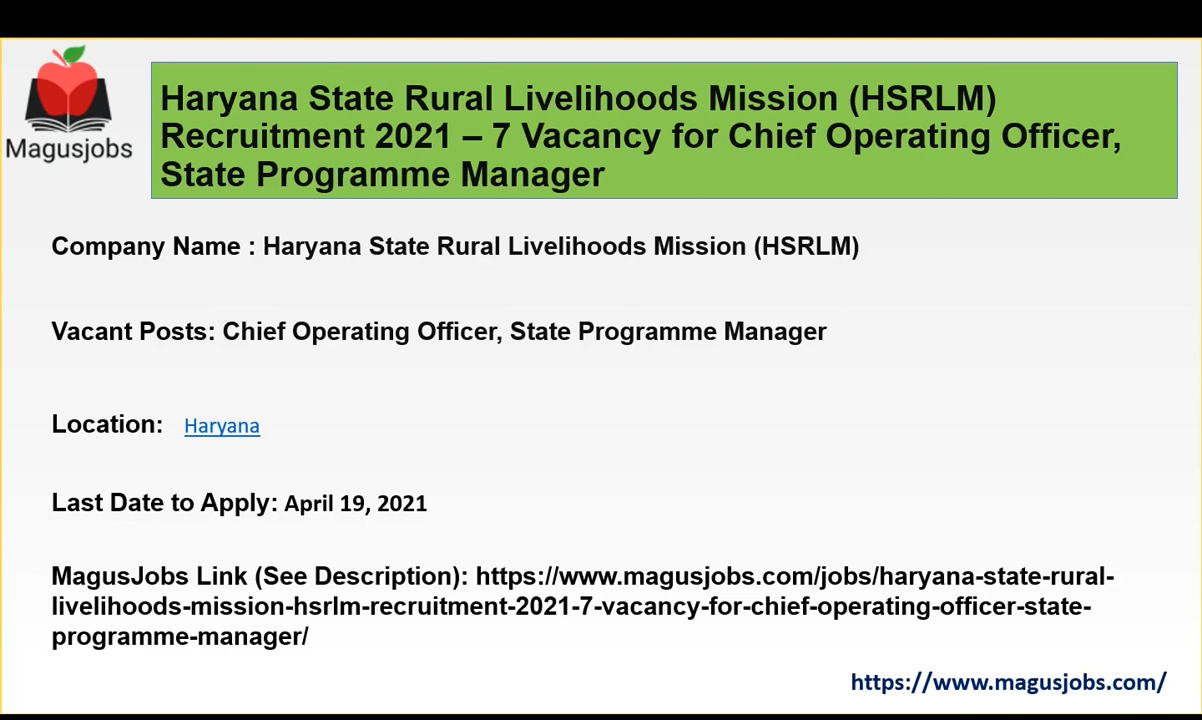 Magusjobs
Haryana State Rural Livelihoods Mission (HSRLM)
Recruitment 2021 – 7 Vacancy for Chief Operating Officer,
State Programme Manager
Company Name : Haryana State Rural Livelihoods Mission (HSRLM)
Vacant Posts: Chief Operating Officer, State Programme Manager
Location: Haryana
Last Date to Apply: April 19, 2021
MagusJobs Link (See Description): https://www.magusjobs.com/jobs/haryana-state-rural-
livelihoods-mission-hsrlm-recruitment-2021-7-vacancy-for-chief-operating-officer-state-
programme-manager/
https://www.magusjobs.com/